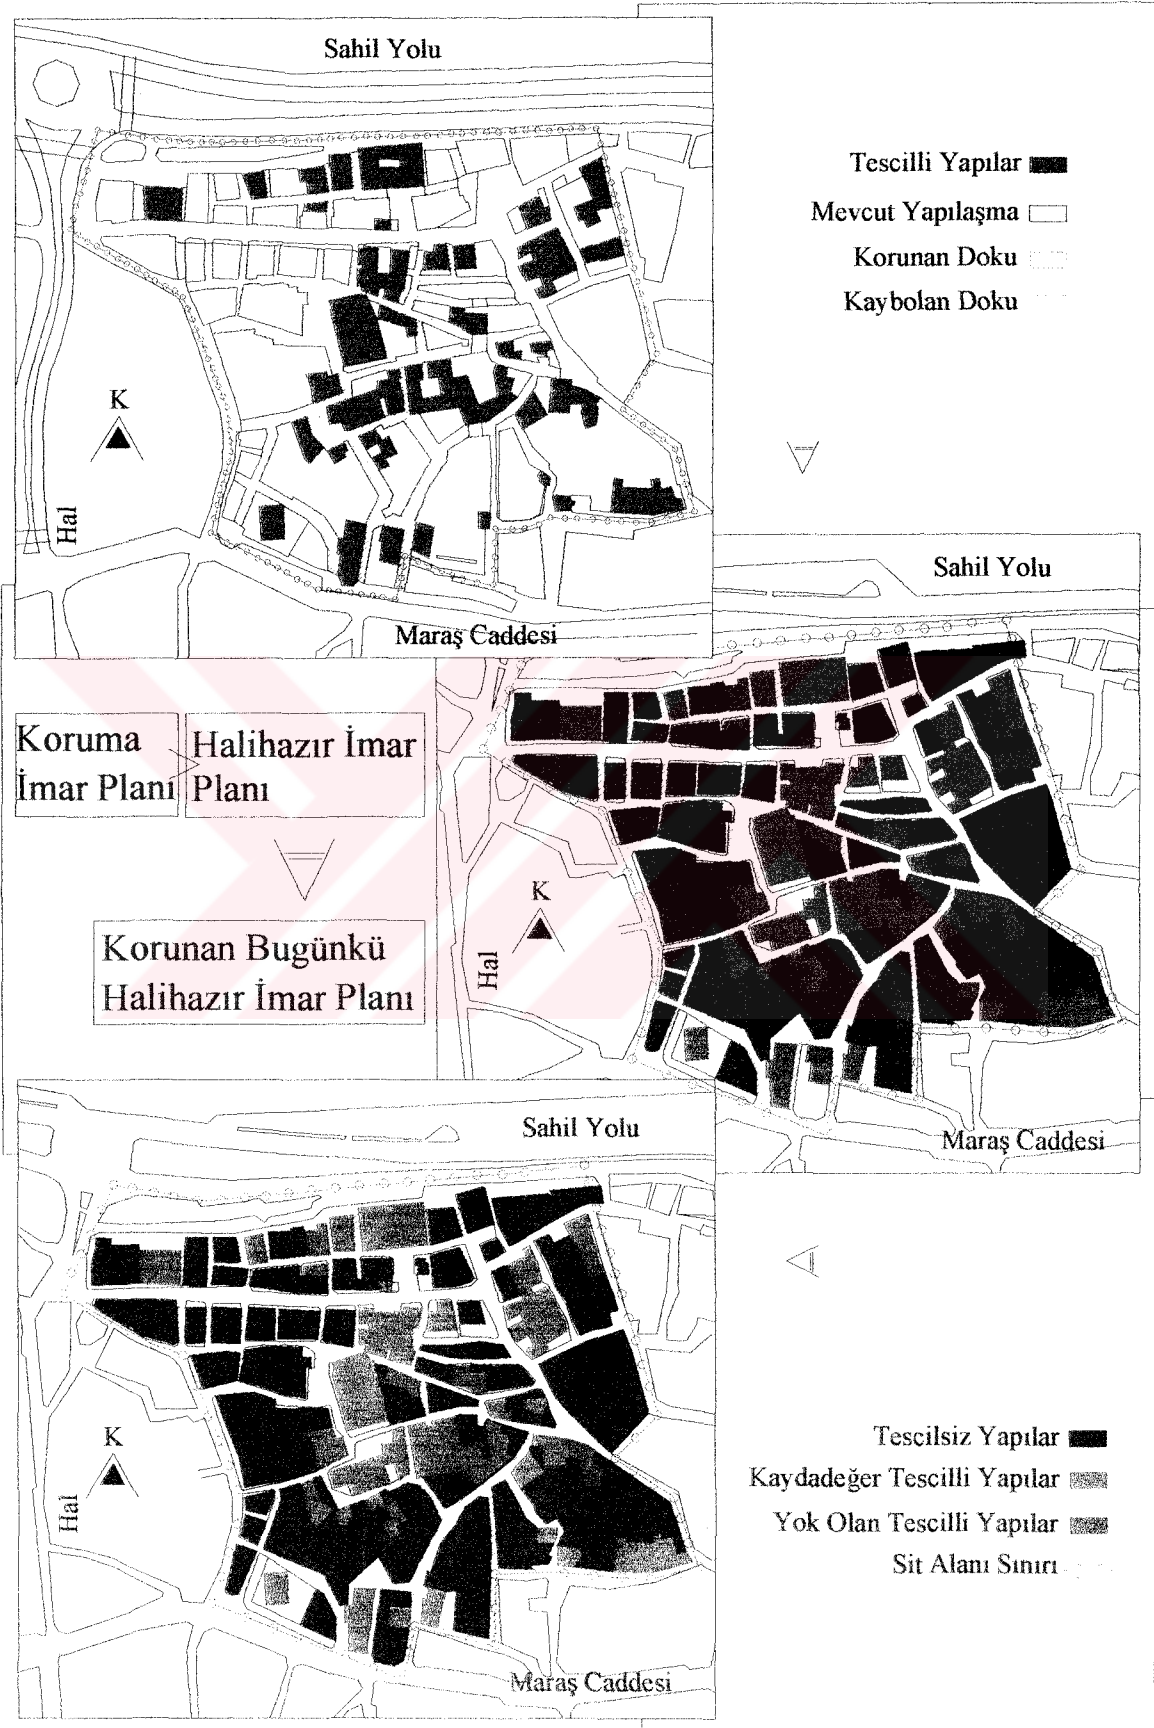 Sahil Yolu
Tescilli Yapılar
Mevcut Yapılaşma
Korunan Doku
Kaybolan Doku
K
Hal
Maraş Caddesi
Sahil Yolu
Koruma
İmar Planı
Halihazır İmar
Planı
Korunan Bugünkü
Halihazır İmar Planı
K
Hal
Maraş Caddesi
Sahil Yolu
K
Hal
Maraş Caddesi
Tescilsiz Yapılar
Kaydadeğer Tescilli Yapılar
Yok Olan Tescilli Yapılar
Sit Alanı Sınırı